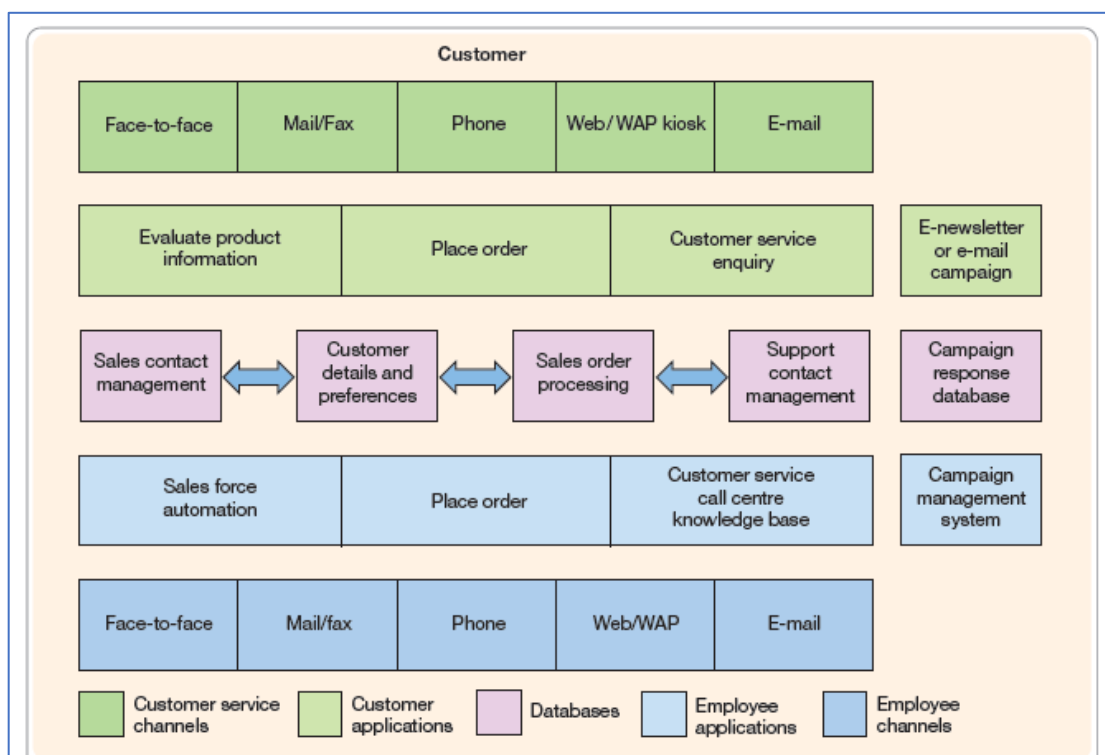 Customer
Face-to-face
Mail/Fax
Phone
Web/WAP kiosk
E-mail
Evaluate product
information
Place order
Customer service
enquiry
E-newsletter
or e-mail
campaign
Sales contact
management
Customer
details and
preferences
Sales order
processing
Support
contact
management
Campaign
response
database
Sales force
automation
Place order
Customer service
call centre
knowledge base
Campaign
management
system
Face-to-face
Mail/fax
Phone
Web/WAP
E-mail
Customer service
channels
Customer
applications
Databases
Employee
applications
Employee
channels